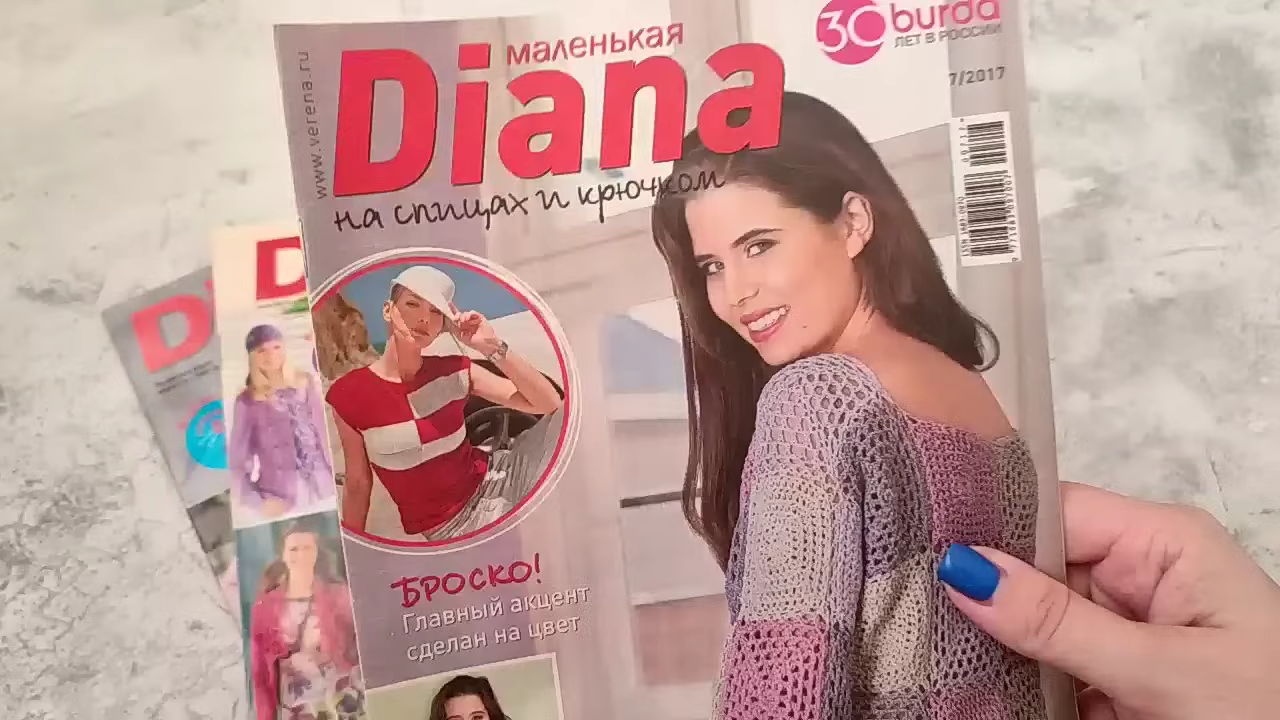 www.verena.ru
маленькая
Diana
на спицах и крючком
30 burda
ЛЕТ В РОССИИ
7/2017
БРОСКО!
Главный акцент
сделан на цвет
D
Di